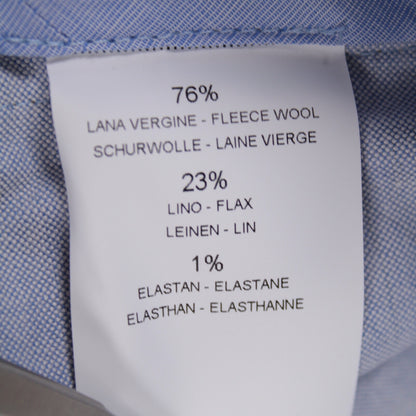 76%
LANA VERGINE - FLEECE WOOL
SCHURWOLLE - LAINE VIERGE
23%
LINO - FLAX
LEINEN - LIN
1%
ELASTAN - ELASTANE
ELASTHAN - ELASTHANNE